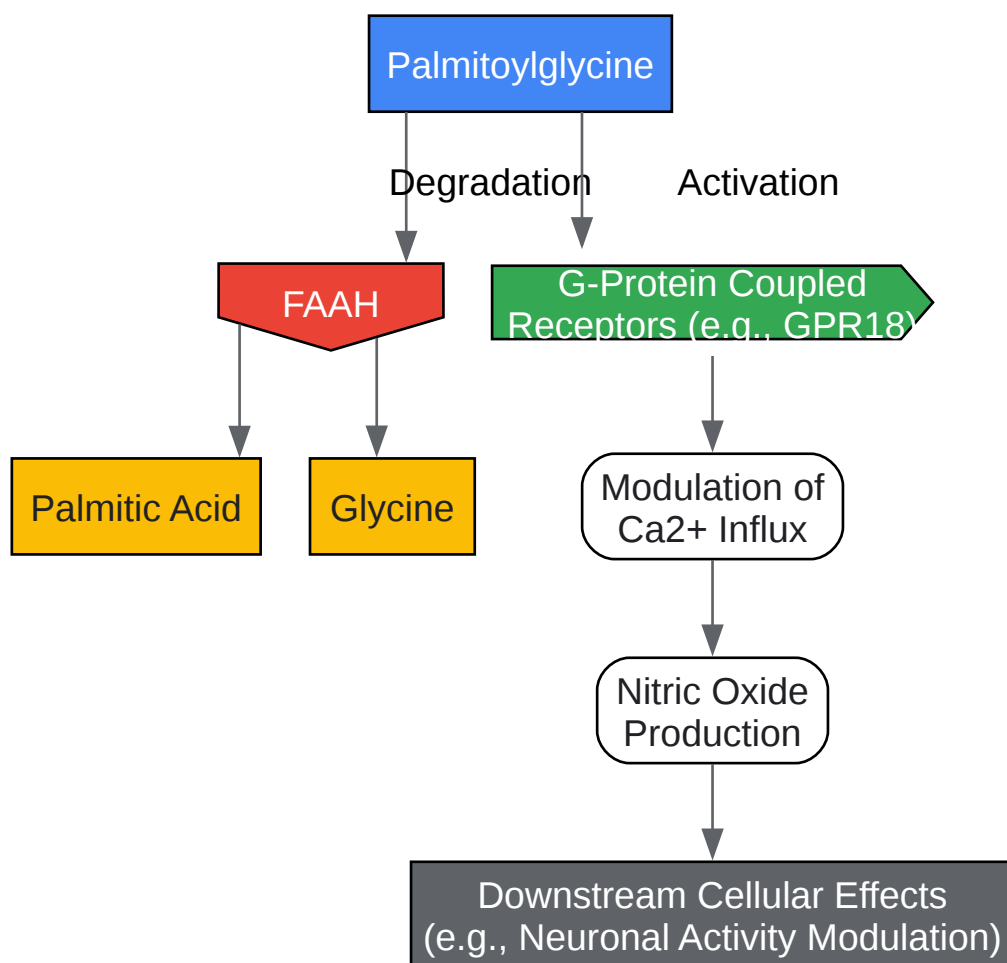 Palmitoylglycine
Degradation
Activation
FAAH
G-Protein Coupled
Receptors (e.g., GPR18)
Palmitic Acid
Glycine
Modulation of
Ca2+ Influx
Nitric Oxide
Production
Downstream Cellular Effects
(e.g., Neuronal Activity Modulation)